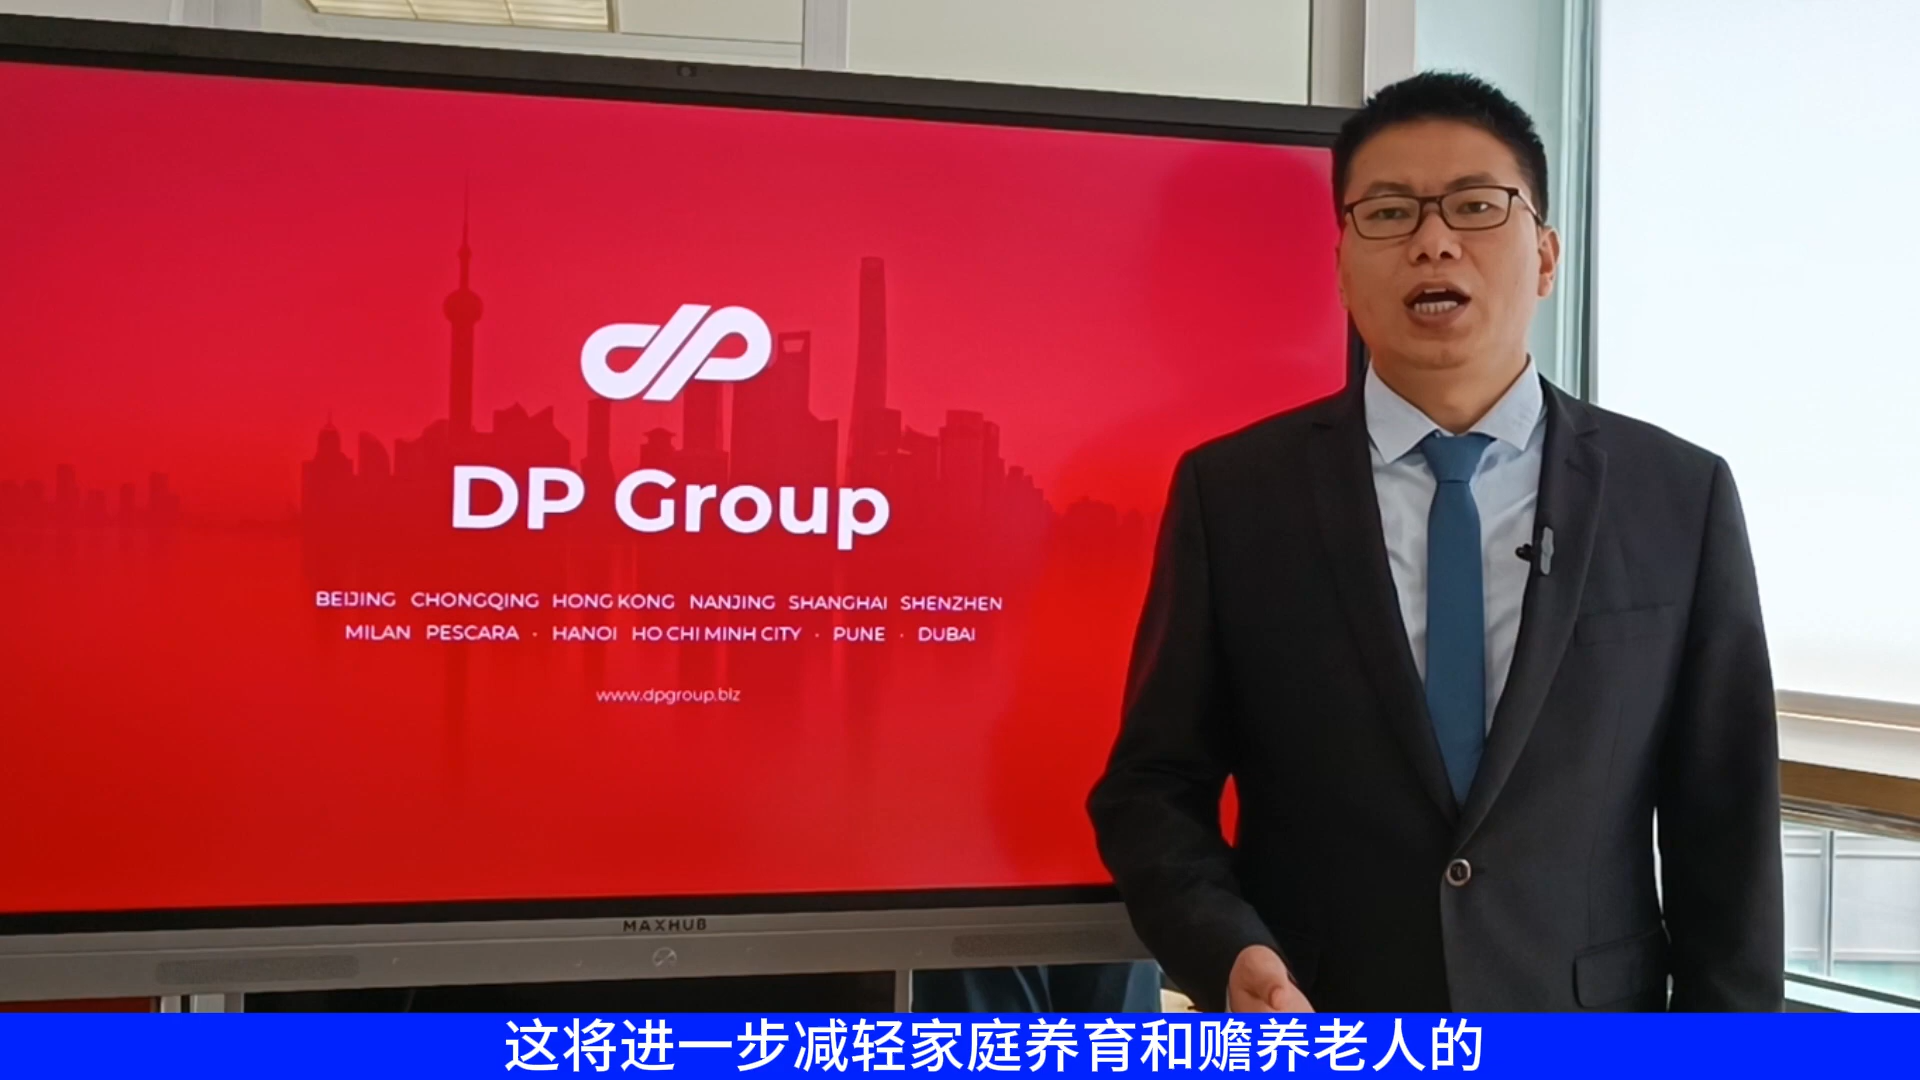 dp
DP Group
BEIJING CHONGQING HONG KONG NANJING SHANGHAI SHENZHEN
MILAN PESCARA · HANOI HO CHI MINH CITY · PUNE · DUBAI
www.dpgroup.biz
MAXHUB
这将进一步减轻家庭养育和赡养老人的